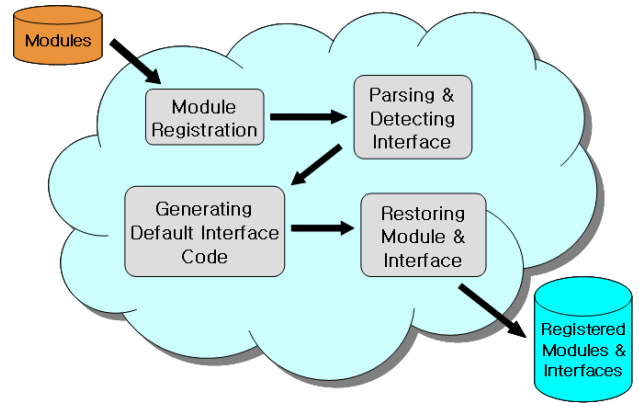 Modules
Module
Registration
Parsing &
Detecting
Interface
Generating
Default Interface
Code
Restoring
Module &
Interface
Registered
Modules &
Interfaces